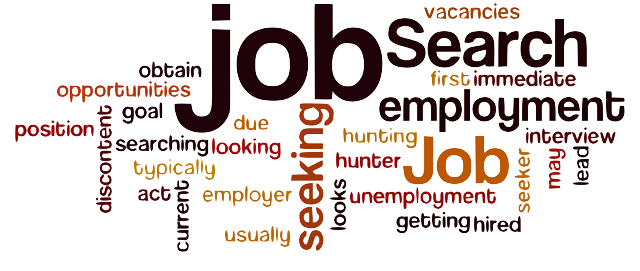 job
vacancies
Search
obtain
first
immediate
opportunities
employment
goal
position
discontent
due
seeking
hunting
interview
searching
looking
hunter
Job
seeker
may
lead
typically
act
current
employer
looks
unemployment
usually
getting
hired